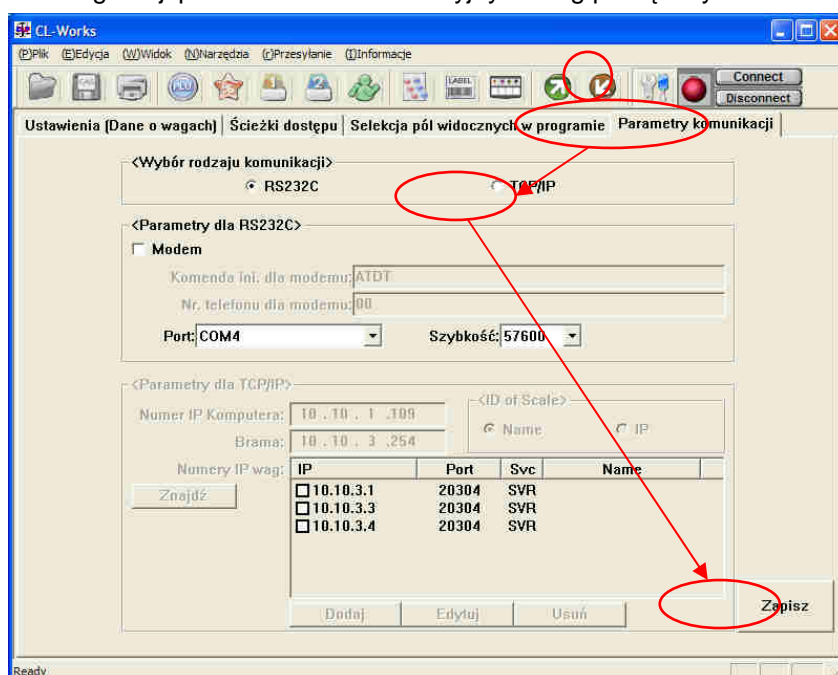 CL-Works
(P)Plik (E)Edycja (W)Widok (N)Narzędzia (r)Przesyłanie (I)Informacje
PLU LABEL Connect
Disconnect
Ustawienia (Dane o wagach) Ścieżki dostępu Selekcja pól widocznych w programie Parametry komunikacji
<Wybór rodzaju komunikacji>
RS232C TCP/IP
<Parametry dla RS232C>
Modem
Komenda ini. dla modemu: ATDT
Nr. telefonu dla modemu: 00
Port: COM4 Szybkość: 57600
<Parametry dla TCP/IP>
<ID of Scale>
Numer IP Komputera: 10 . 10 . 1 .109
Name IP
Brama: 10 . 10 . 3 .254
Numery IP wag: IP Port Svc Name
Znajdź
10.10.3.1 20304 SVR
10.10.3.3 20304 SVR
10.10.3.4 20304 SVR
Dodaj Edytuj Usuń
Zapisz
Ready